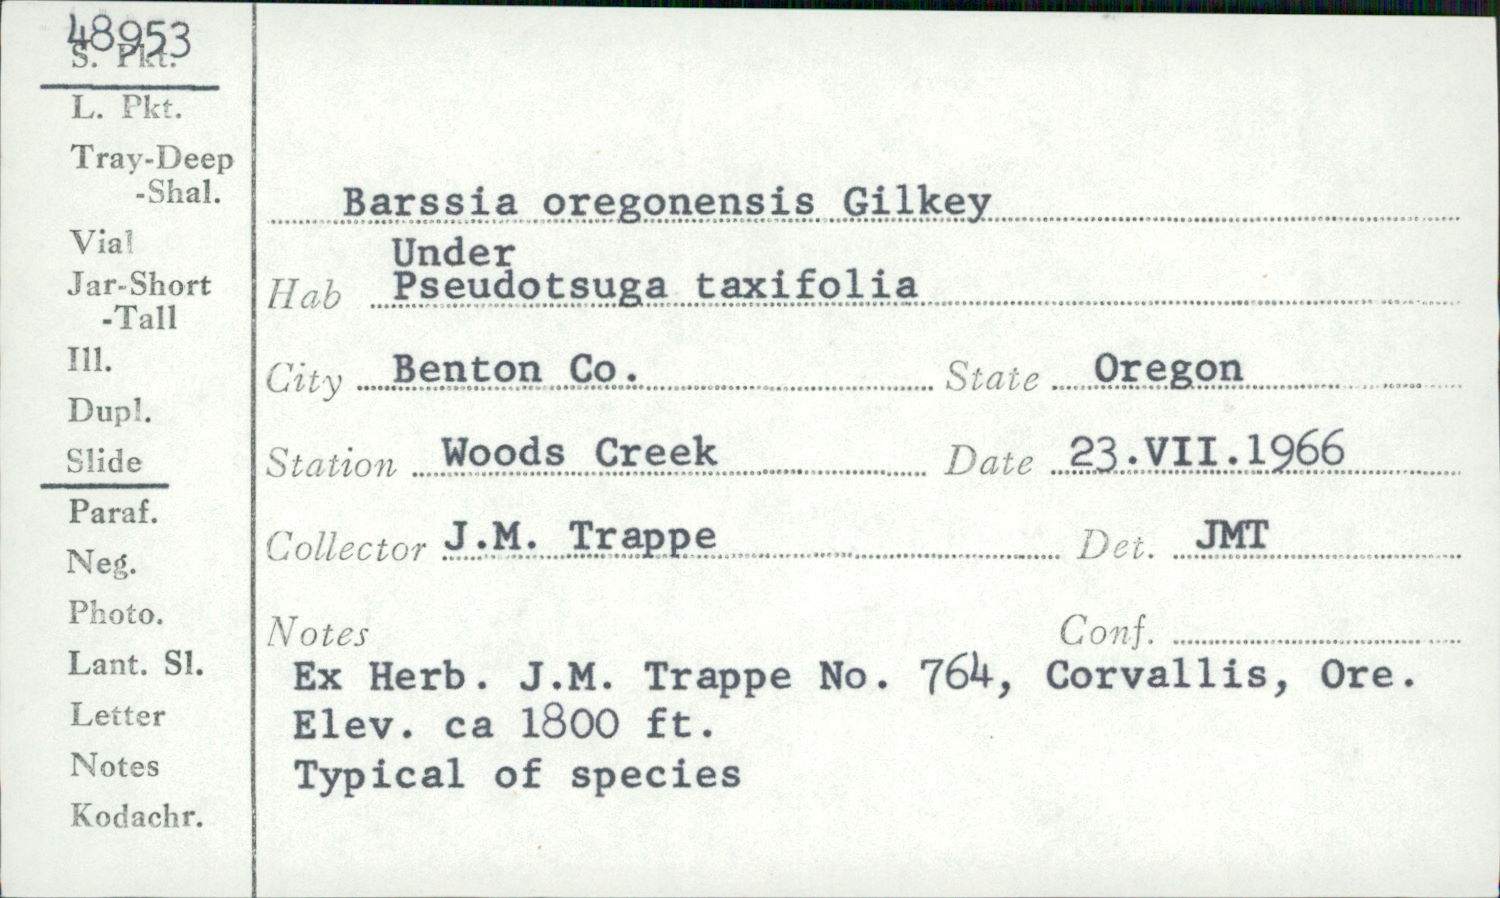 48953
S. Pkt.
L. Pkt.
Tray-Deep
-Shal.
Vial
Jar-Short
-Tall
Ill.
Dupl.
Slide
Paraf.
Neg.
Photo.
Lant. Sl.
Letter
Notes
Kodachr.
Barssia oregonensis Gilkey
Under
Hab Pseudotsuga taxifolia
City Benton Co. State Oregon
Station Woods Creek Date 23.VII.1966
Collector J.M. Trappe Det. JMT
Notes Conf.
Ex Herb. J.M. Trappe No. 764, Corvallis, Ore.
Elev. ca 1800 ft.
Typical of species